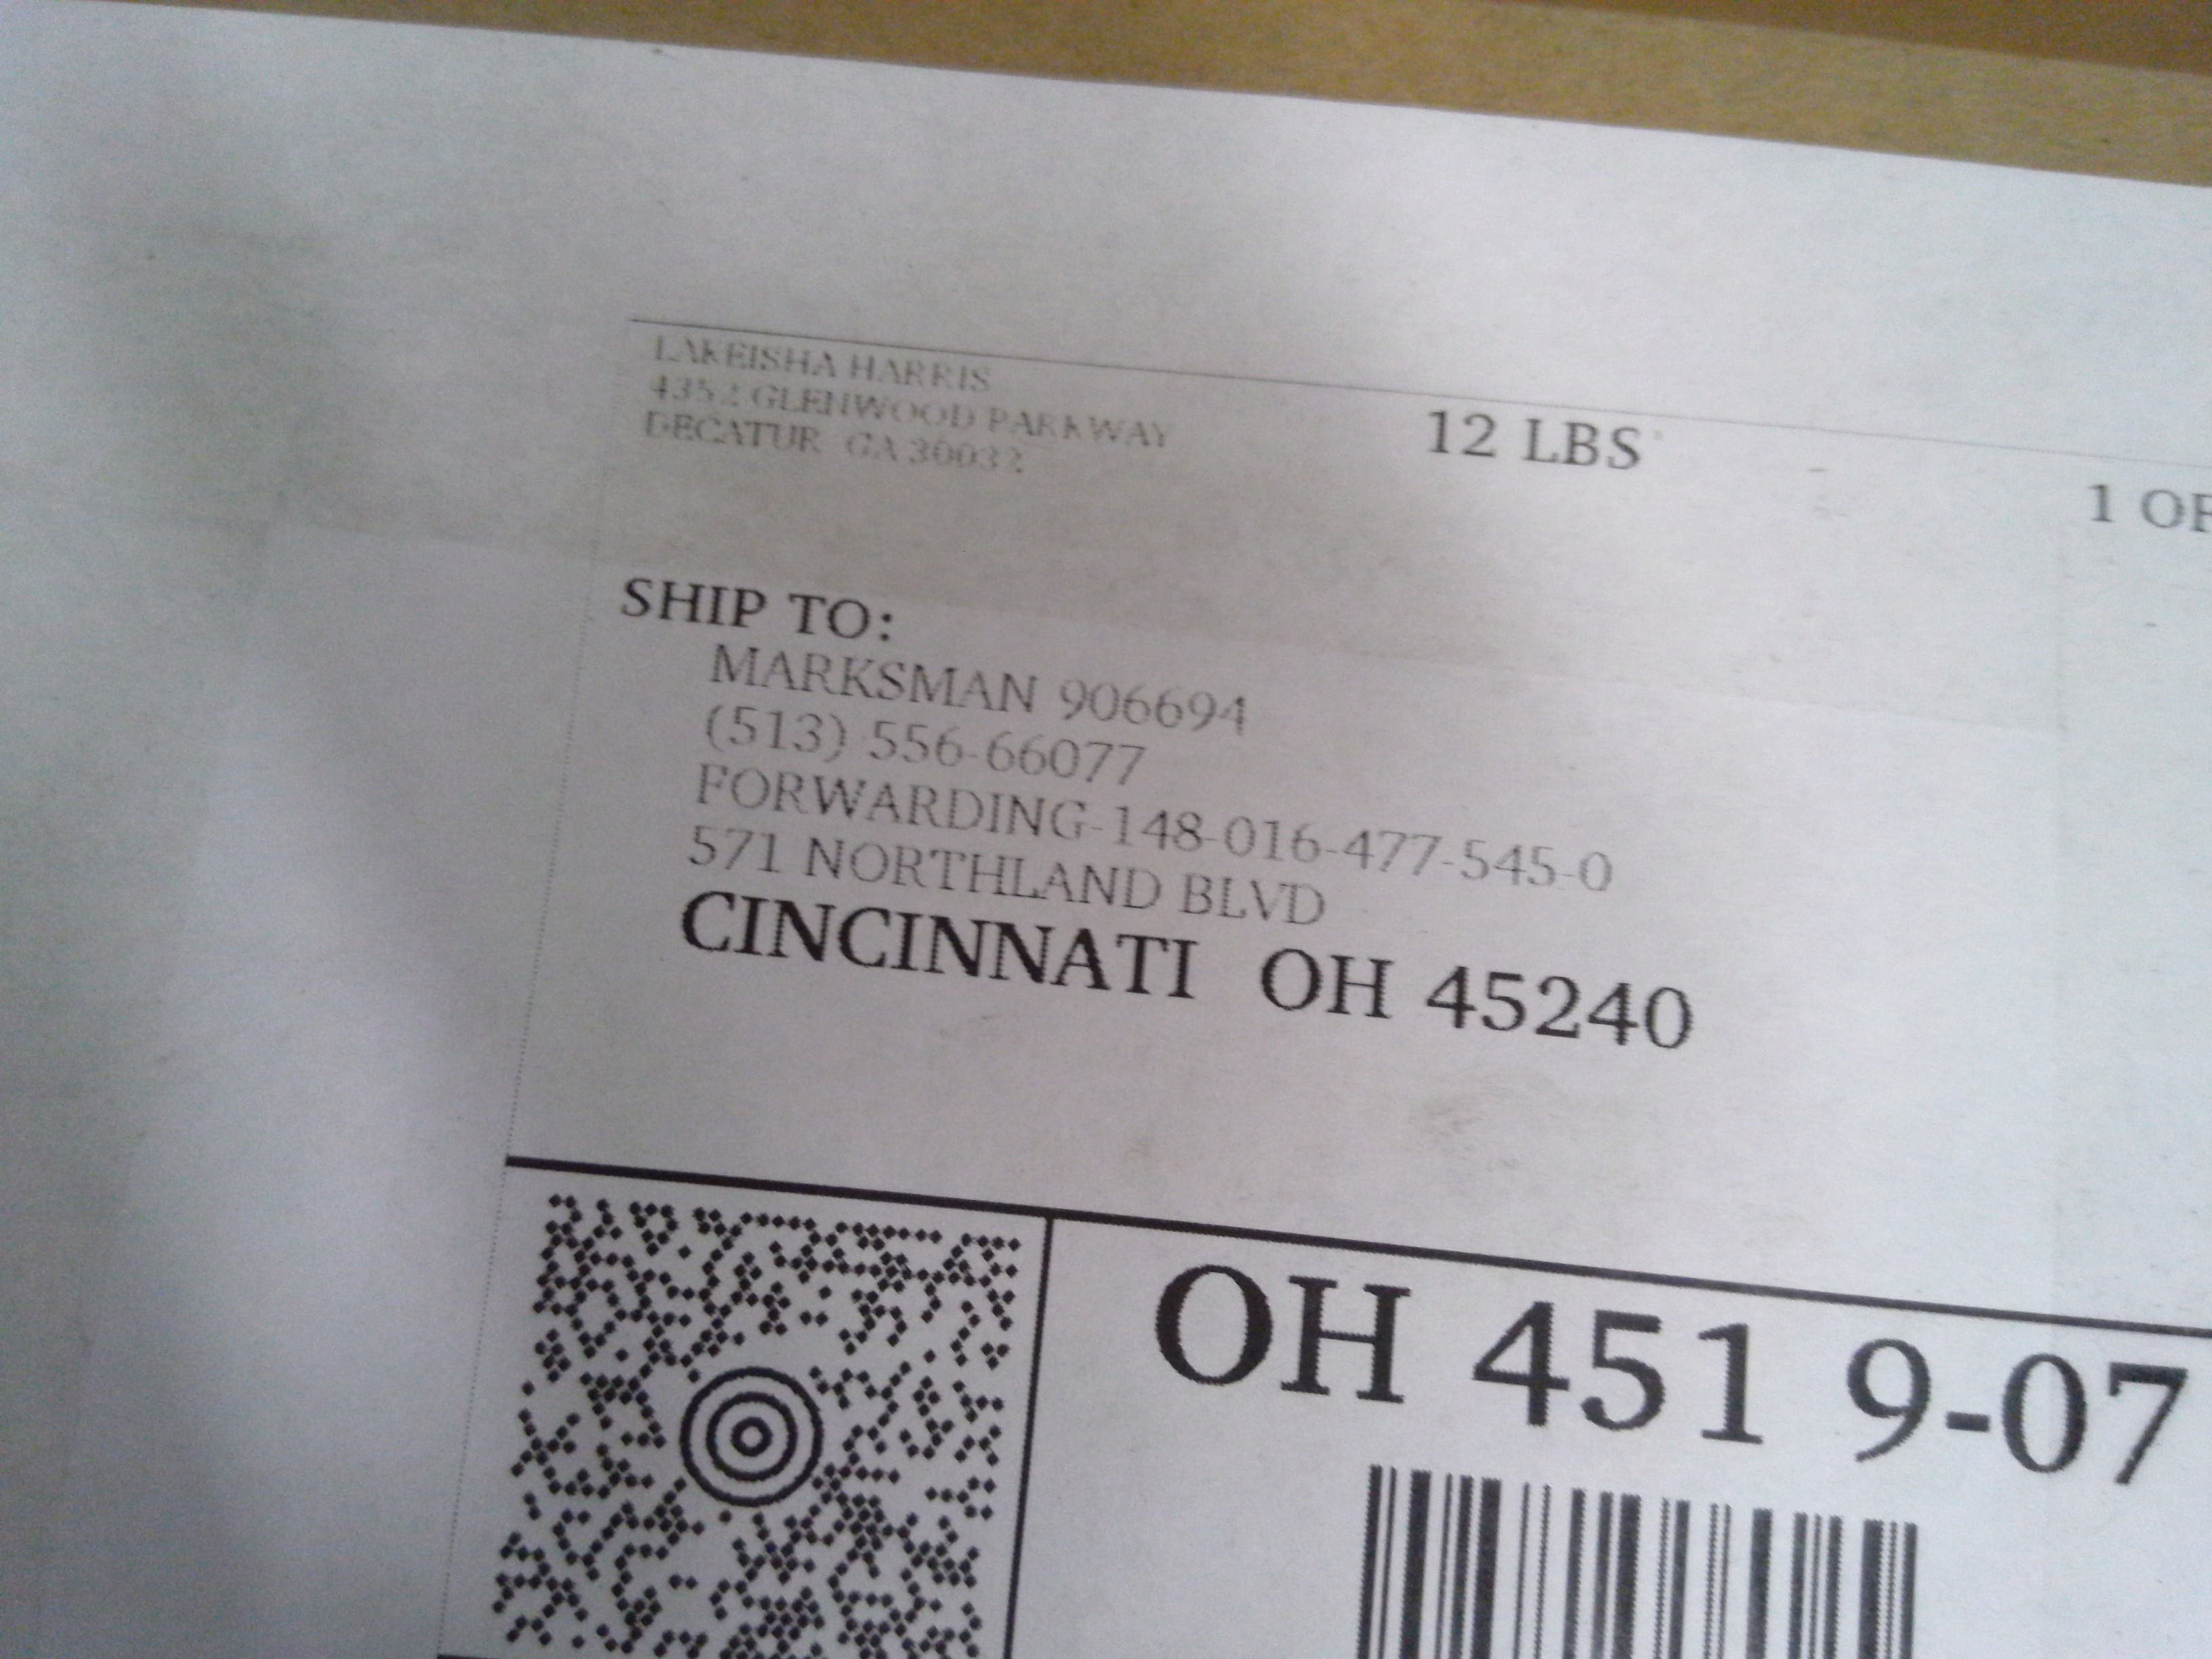 LAKEISHA HARRIS
4352 GLENWOOD PARKWAY
DECATUR GA 30032
12 LBS
1 OF
SHIP TO:
MARKSMAN 906694
(513) 556-66077
FORWARDING-148-016-477-545-0
571 NORTHLAND BLVD
CINCINNATI OH 45240
OH 451 9-07